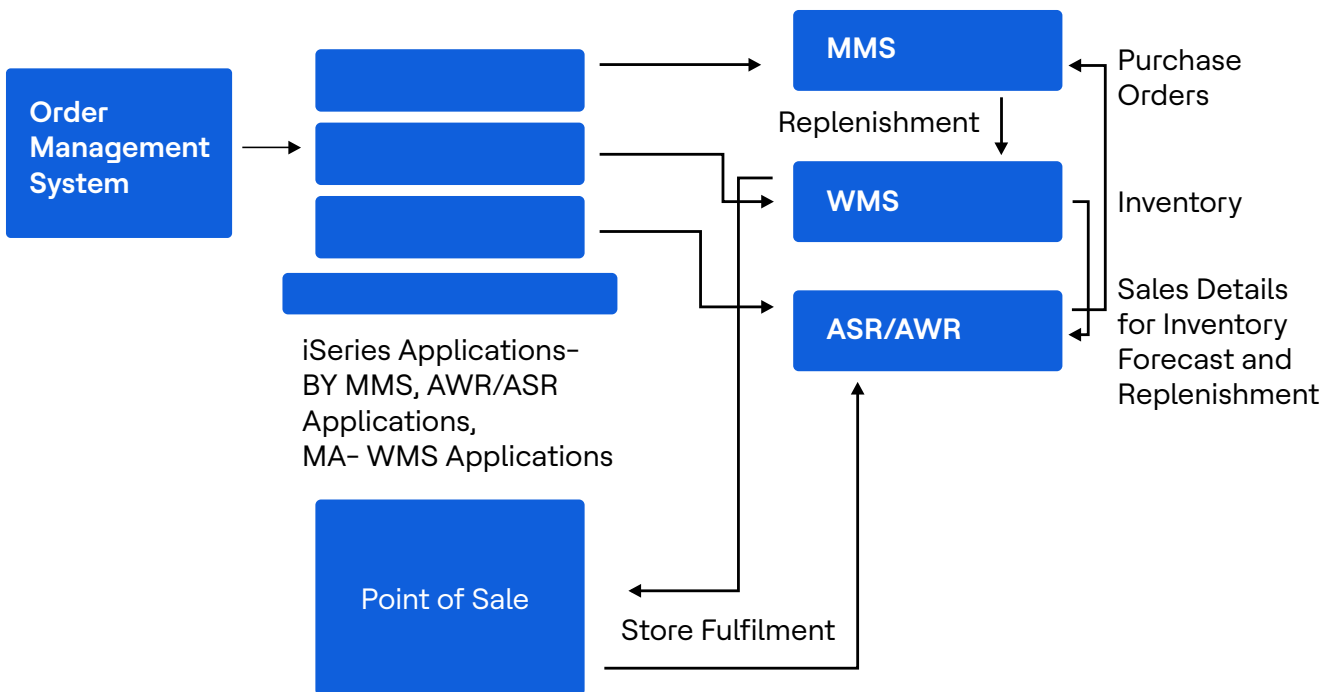 Order
Management
System
iSeries Applications-
BY MMS, AWR/ASR
Applications,
MA- WMS Applications
Point of Sale
MMS
Replenishment
WMS
ASR/AWR
Store Fulfilment
Purchase
Orders
Inventory
Sales Details
for Inventory
Forecast and
Replenishment